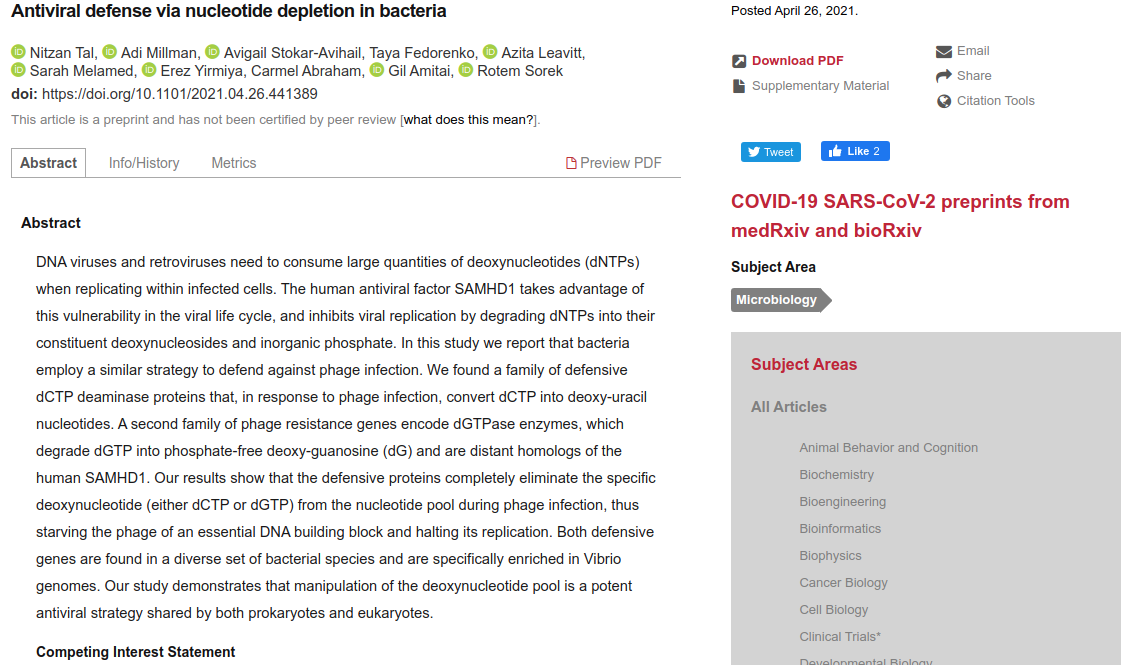 Antiviral defense via nucleotide depletion in bacteria
Nitzan Tal, Adi Millman, Avigail Stokar-Avihail, Taya Fedorenko, Azita Leavitt,
Sarah Melamed, Erez Yirmiya, Carmel Abraham, Gil Amitai, Rotem Sorek
doi: https://doi.org/10.1101/2021.04.26.441389
This article is a preprint and has not been certified by peer review [what does this mean?].
Abstract
Info/History
Metrics
Preview PDF
Abstract
DNA viruses and retroviruses need to consume large quantities of deoxynucleotides (dNTPs)
when replicating within infected cells. The human antiviral factor SAMHD1 takes advantage of
this vulnerability in the viral life cycle, and inhibits viral replication by degrading dNTPs into their
constituent deoxynucleosides and inorganic phosphate. In this study we report that bacteria
employ a similar strategy to defend against phage infection. We found a family of defensive
dCTP deaminase proteins that, in response to phage infection, convert dCTP into deoxy-uracil
nucleotides. A second family of phage resistance genes encode dGTPase enzymes, which
degrade dGTP into phosphate-free deoxy-guanosine (dG) and are distant homologs of the
human SAMHD1. Our results show that the defensive proteins completely eliminate the specific
deoxynucleotide (either dCTP or dGTP) from the nucleotide pool during phage infection, thus
starving the phage of an essential DNA building block and halting its replication. Both defensive
genes are found in a diverse set of bacterial species and are specifically enriched in Vibrio
genomes. Our study demonstrates that manipulation of the deoxynucleotide pool is a potent
antiviral strategy shared by both prokaryotes and eukaryotes.
Competing Interest Statement
Posted April 26, 2021.
Download PDF
Supplementary Material
Email
Share
Citation Tools
Tweet
Like 2
COVID-19 SARS-CoV-2 preprints from
medRxiv and bioRxiv
Subject Area
Microbiology
Subject Areas
All Articles
Animal Behavior and Cognition
Biochemistry
Bioengineering
Bioinformatics
Biophysics
Cancer Biology
Cell Biology
Clinical Trials*
Developmental Biology